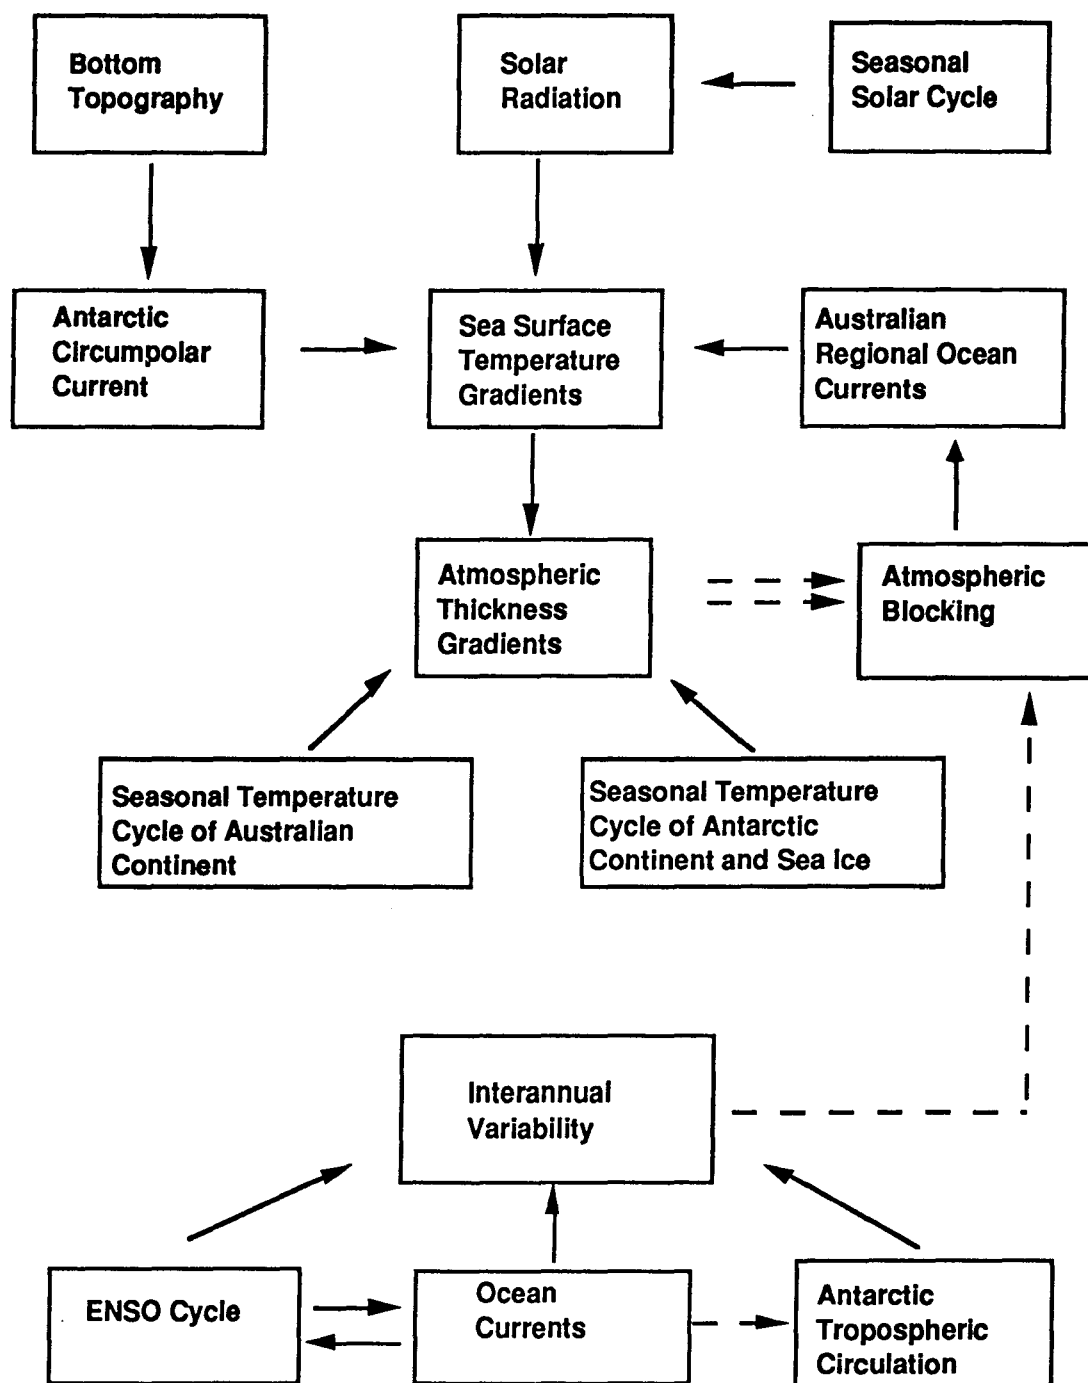 Bottom
Topography
Solar
Radiation
Seasonal
Solar Cycle
Antarctic
Circumpolar
Current
Sea Surface
Temperature
Gradients
Australian
Regional Ocean
Currents
Atmospheric
Thickness
Gradients
Atmospheric
Blocking
Seasonal Temperature
Cycle of Australian
Continent
Seasonal Temperature
Cycle of Antarctic
Continent and Sea Ice
Interannual
Variability
ENSO Cycle
Ocean
Currents
Antarctic
Tropospheric
Circulation